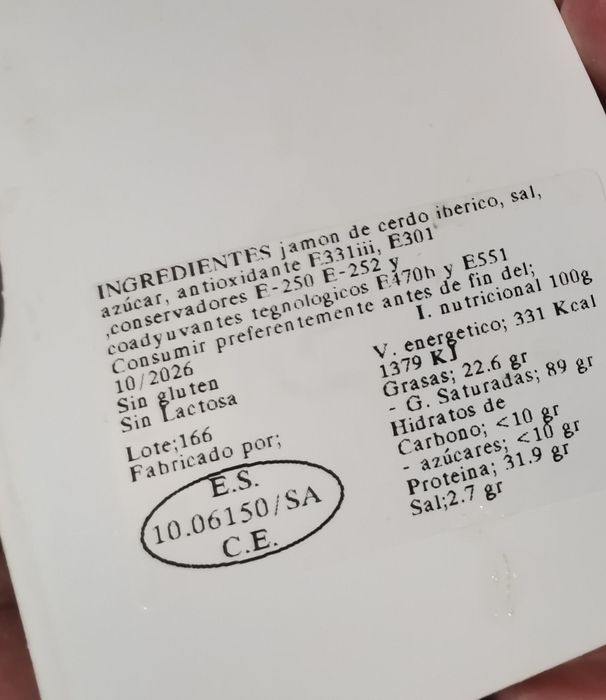 INGREDIENTES jamon de cerdo iberico, sal,
azúcar, antioxidante E331iii, E301
,conservadores E-250 E-252 y
coadyuvantes tegnologicos E470h y E551
Consumir preferentemente antes de fin del;
10/2026
Sin gluten
Sin Lactosa
Lote;166
Fabricado por;
E.S.
10.06150/SA
C.E.
I. nutricional 100g
V. energetico; 331 Kcal
1379 KJ
Grasas; 22.6 gr
- G. Saturadas; 89 gr
Hidratos de
Carbono; <10 gr
- azúcares; <10 gr
Proteina; 31.9 gr
Sal;2.7 gr